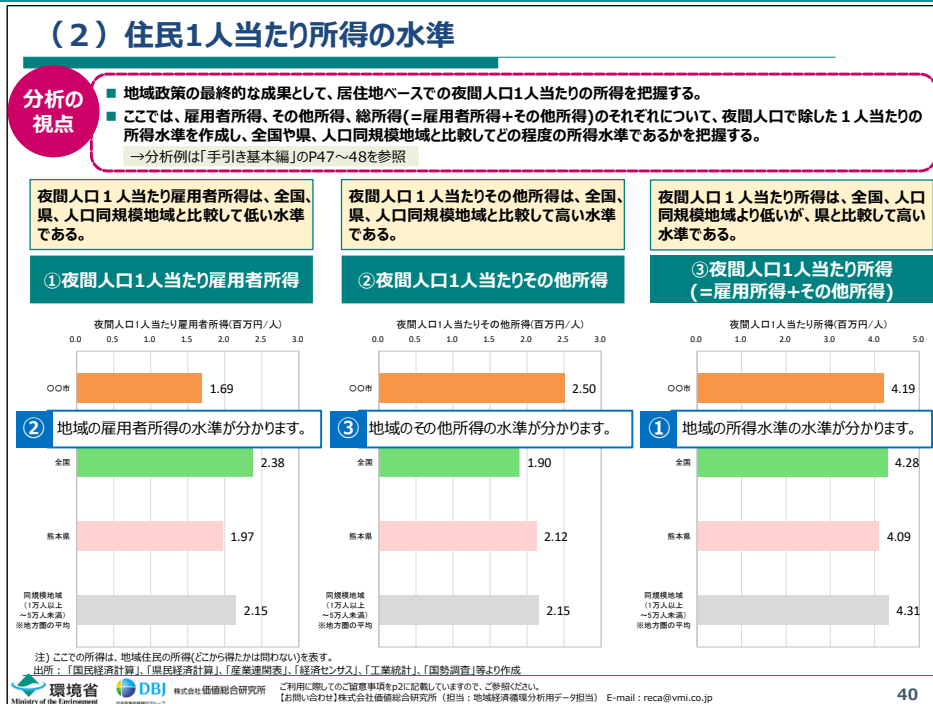 （2）住民1人当たり所得の水準
分析の
視点
■ 地域政策の最終的な成果として、居住地ベースでの夜間人口1人当たりの所得を把握する。
■ ここでは、雇用者所得、その他所得、総所得(=雇用者所得+その他所得)のそれぞれについて、夜間人口で除した１人当たりの
所得水準を作成し、全国や県、人口同規模地域と比較してどの程度の所得水準であるかを把握する。
→分析例は「手引き基本編」のP47～48を参照
夜間人口１人当たり雇用者所得は、全国、
県、人口同規模地域と比較して低い水準
である。
①夜間人口1人当たり雇用者所得
夜間人口1人当たり雇用者所得(百万円/人)
0.0 0.5 1.0 1.5 2.0 2.5 3.0
○○市
1.69
② 地域の雇用者所得の水準が分かります。
全国
2.38
熊本県
1.97
同規模地域
(1万人以上
～5万人未満)
※地方圏の平均
2.15
夜間人口１人当たりその他所得は、全国、
県、人口同規模地域と比較して高い水準
である。
②夜間人口1人当たりその他所得
夜間人口1人当たりその他所得(百万円/人)
0.0 0.5 1.0 1.5 2.0 2.5 3.0
○○市
2.50
③ 地域のその他所得の水準が分かります。
全国
1.90
熊本県
2.12
同規模地域
(1万人以上
～5万人未満)
※地方圏の平均
2.15
夜間人口１人当たり所得は、全国、人口
同規模地域より低いが、県と比較して高い
水準である。
③夜間人口1人当たり所得
(=雇用所得+その他所得)
夜間人口1人当たり所得(百万円/人)
0.0 1.0 2.0 3.0 4.0 5.0
○○市
4.19
① 地域の所得水準の水準が分かります。
全国
4.28
熊本県
4.09
同規模地域
(1万人以上
～5万人未満)
※地方圏の平均
4.31
注）ここでの所得は、地域住民の所得(どこから得たかは問わない)を表す。
出所：「国民経済計算」、「県民経済計算」、「産業連関表」、「経済センサス」、「工業統計」、「国勢調査」等より作成
環境省
Ministry of the Environment
DBJ 株式会社価値総合研究所
日本政策投資銀行グループ
ご利用に際してのご留意事項をp2に記載していますので、ご参照ください。
【お問い合わせ】株式会社価値総合研究所（担当：地域経済循環分析用データ担当） E-mail：reca@vmi.co.jp
40